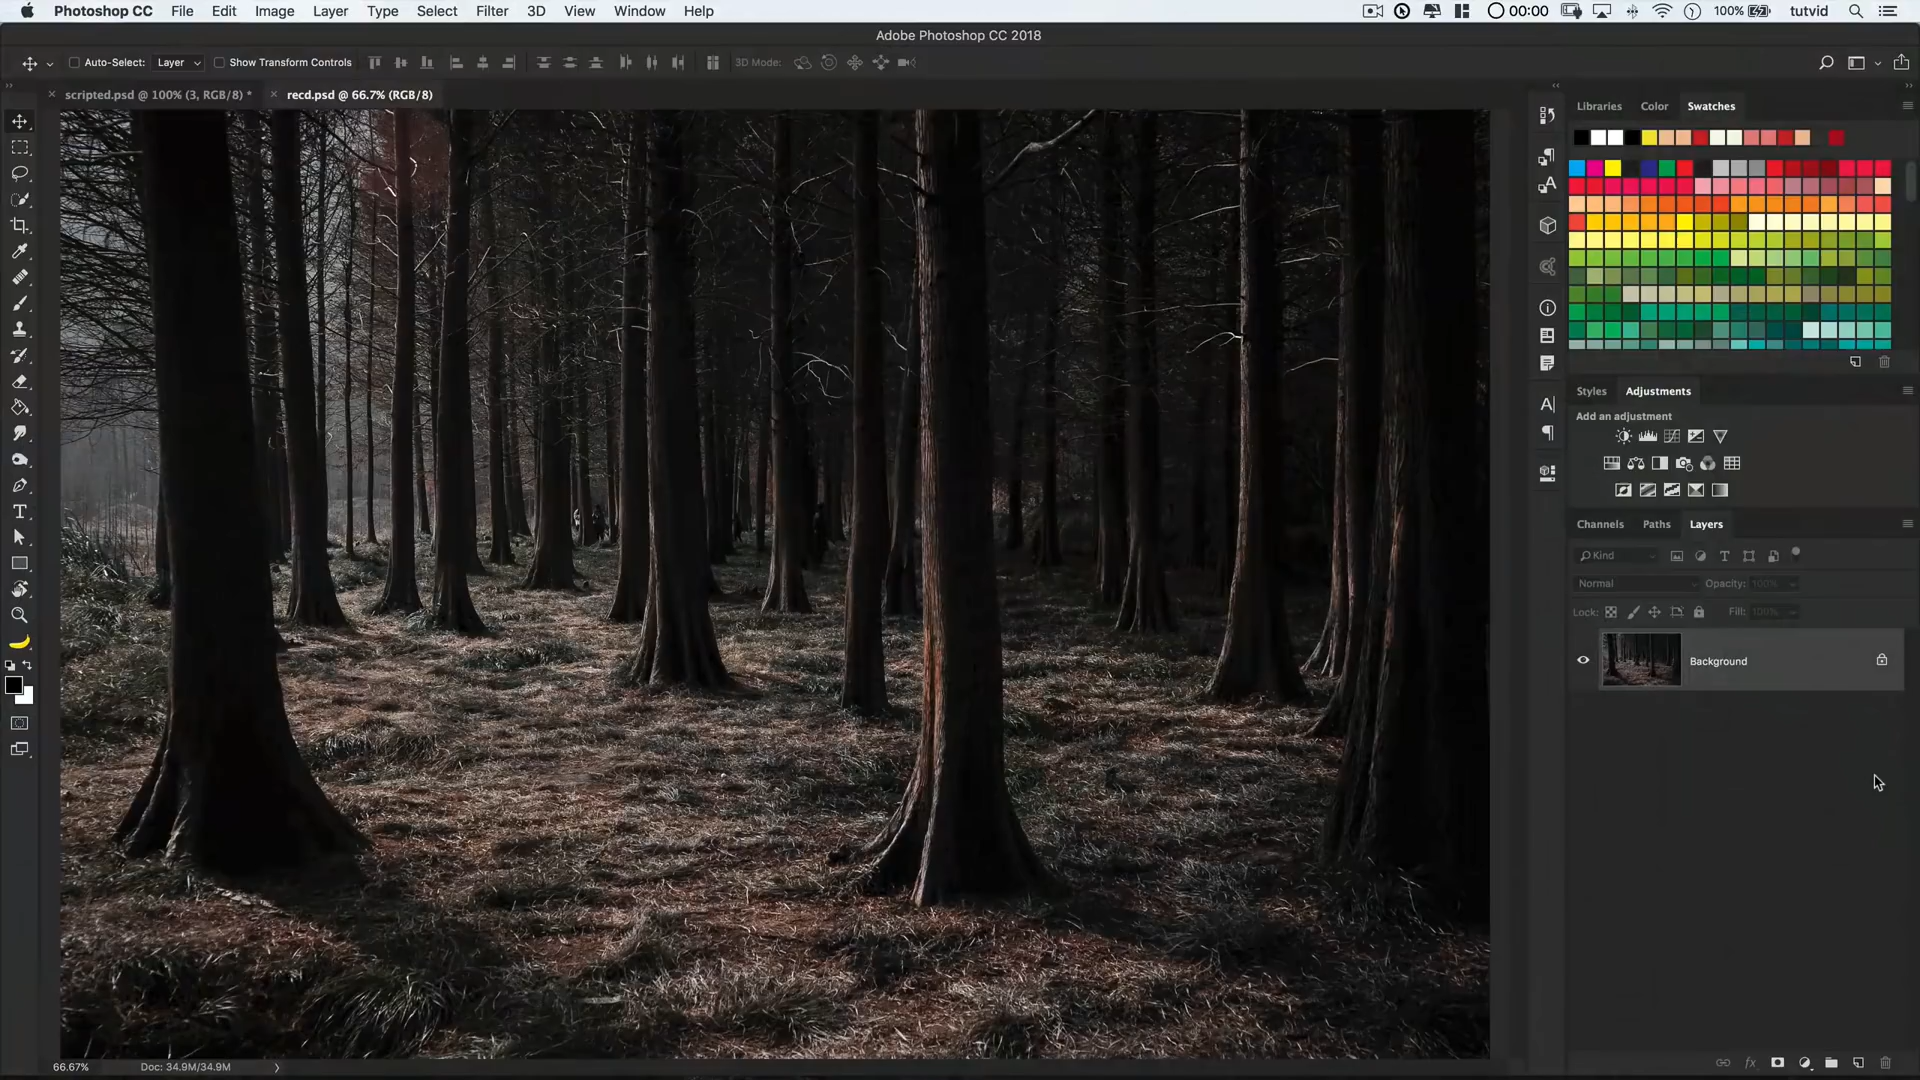 Photoshop CC File Edit Image Layer Type Select Filter 3D View Window Help 00:00 100% tutvid
Adobe Photoshop CC 2018
Auto-Select: Layer Show Transform Controls 3D Mode:
scripted.psd @ 100% (3, RGB/8) * recd.psd @ 66.7% (RGB/8)
Libraries Color Swatches
Styles Adjustments
Add an adjustment
Channels Paths Layers
Kind
Normal Opacity: 100%
Lock: Fill: 100%
Background
fx
66.67% Doc: 34.9M/34.9M